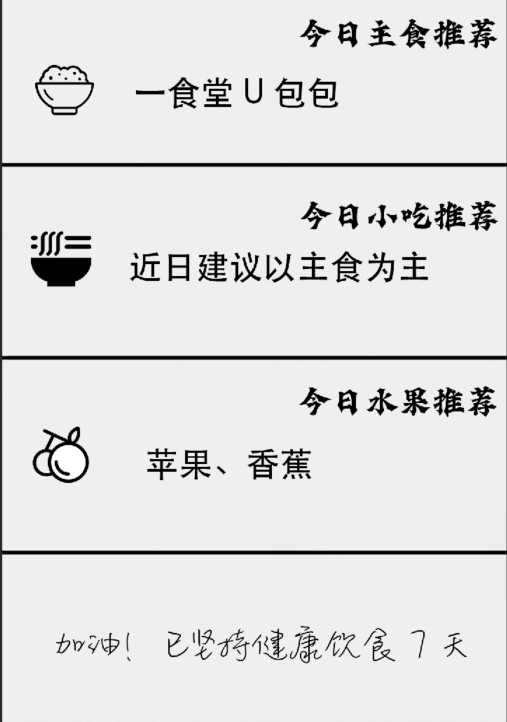 今日主食推荐
一食堂 U 包包
今日小吃推荐
近日建议以主食为主
今日水果推荐
苹果、香蕉
加油！已坚持健康饮食 7 天